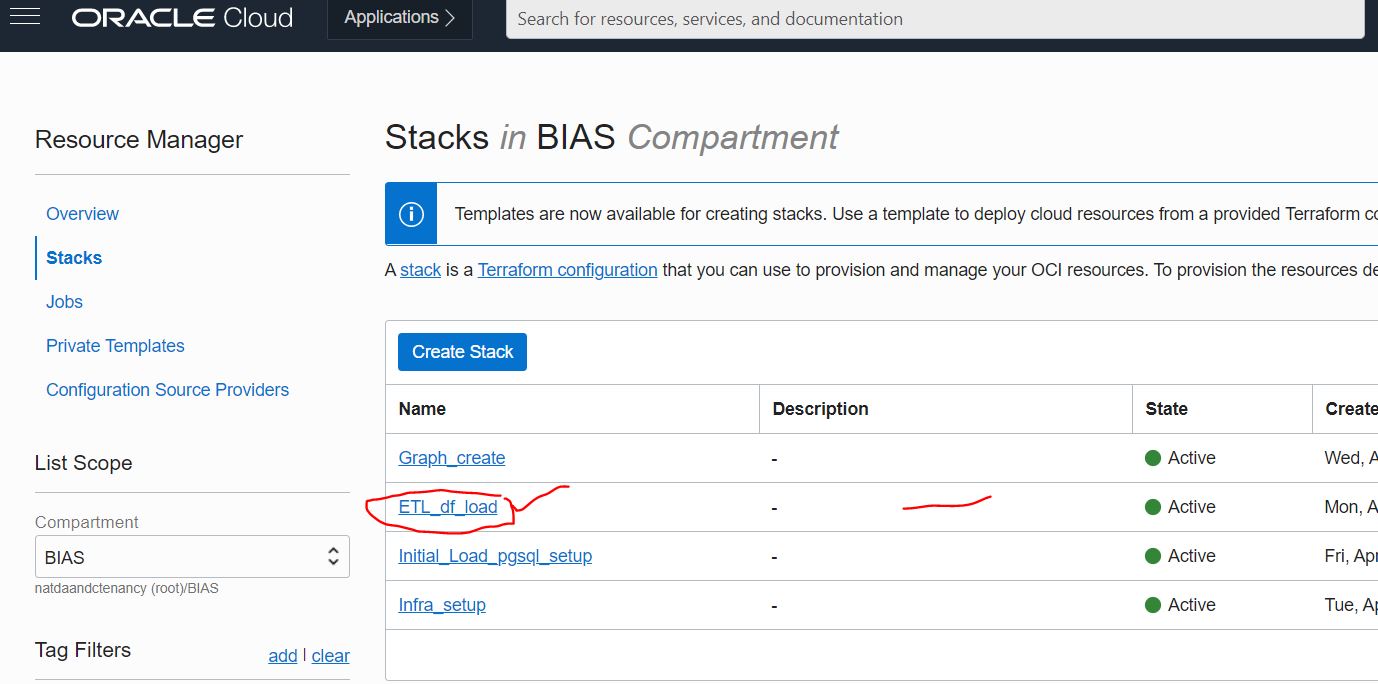 ORACLE Cloud
Applications
Search for resources, services, and documentation
Resource Manager
Overview
Stacks
Jobs
Private Templates
Configuration Source Providers
List Scope
Compartment
BIAS
natdaandctenancy (root)/BIAS
Tag Filters
add | clear
Stacks in BIAS Compartment
Templates are now available for creating stacks. Use a template to deploy cloud resources from a provided Terraform
A stack is a Terraform configuration that you can use to provision and manage your OCI resources. To provision the resources
Create Stack
Name Description State Create
Graph_create - Active Wed, A
ETL_df_load - Active Mon, A
Initial_Load_pgsql_setup - Active Fri, Apr
Infra_setup - Active Tue, Ap